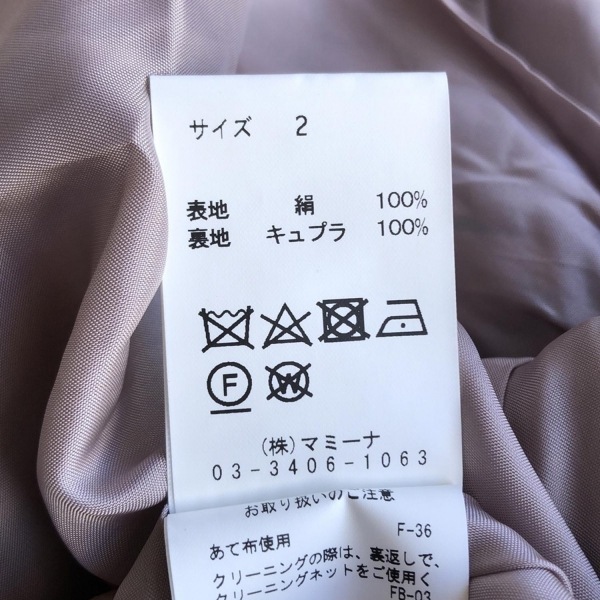 サイズ 2
表地 絹 100%
裏地 キュプラ 100%
F W
(株)マミーナ
03-3406-1063
お取り扱いのご注意
F-36
あて布使用
クリーニングの際は、裏返しで、
クリーニングネットをご使用く
FB-03